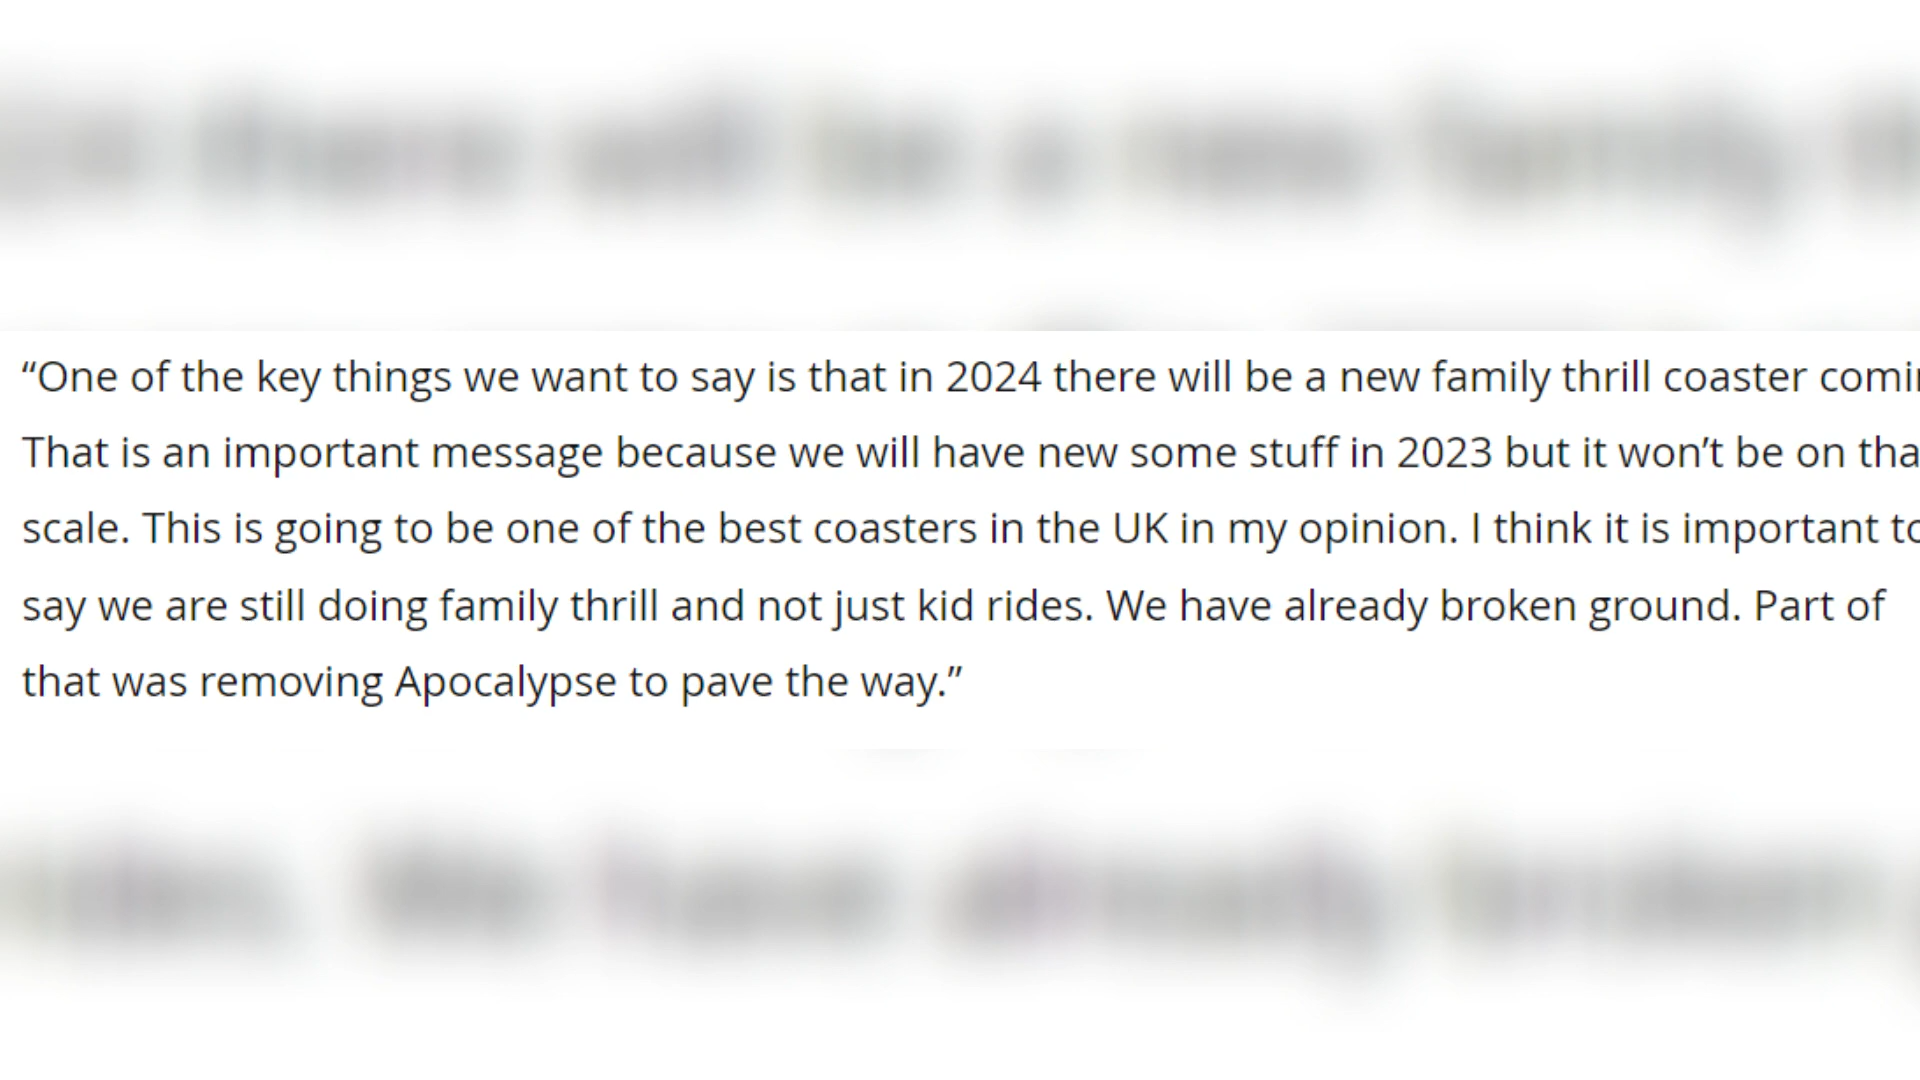 “One of the key things we want to say is that in 2024 there will be a new family thrill coaster comin
That is an important message because we will have new some stuff in 2023 but it won’t be on tha
scale. This is going to be one of the best coasters in the UK in my opinion. I think it is important to
say we are still doing family thrill and not just kid rides. We have already broken ground. Part of
that was removing Apocalypse to pave the way.”